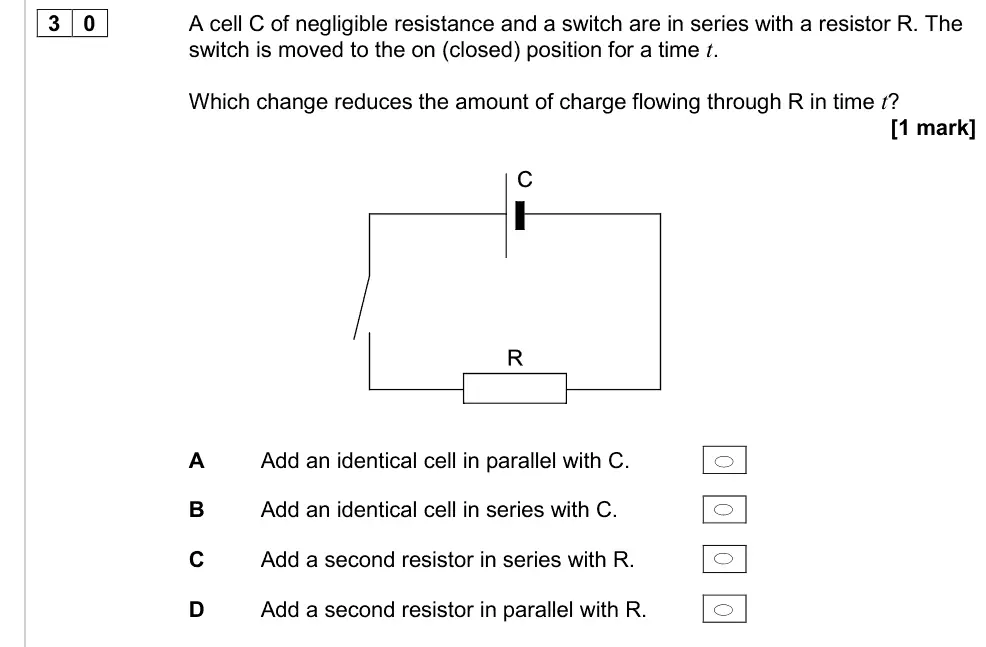 3 0
A cell C of negligible resistance and a switch are in series with a resistor R. The
switch is moved to the on (closed) position for a time t.
Which change reduces the amount of charge flowing through R in time t?
[1 mark]
C
R
A Add an identical cell in parallel with C.
B Add an identical cell in series with C.
C Add a second resistor in series with R.
D Add a second resistor in parallel with R.